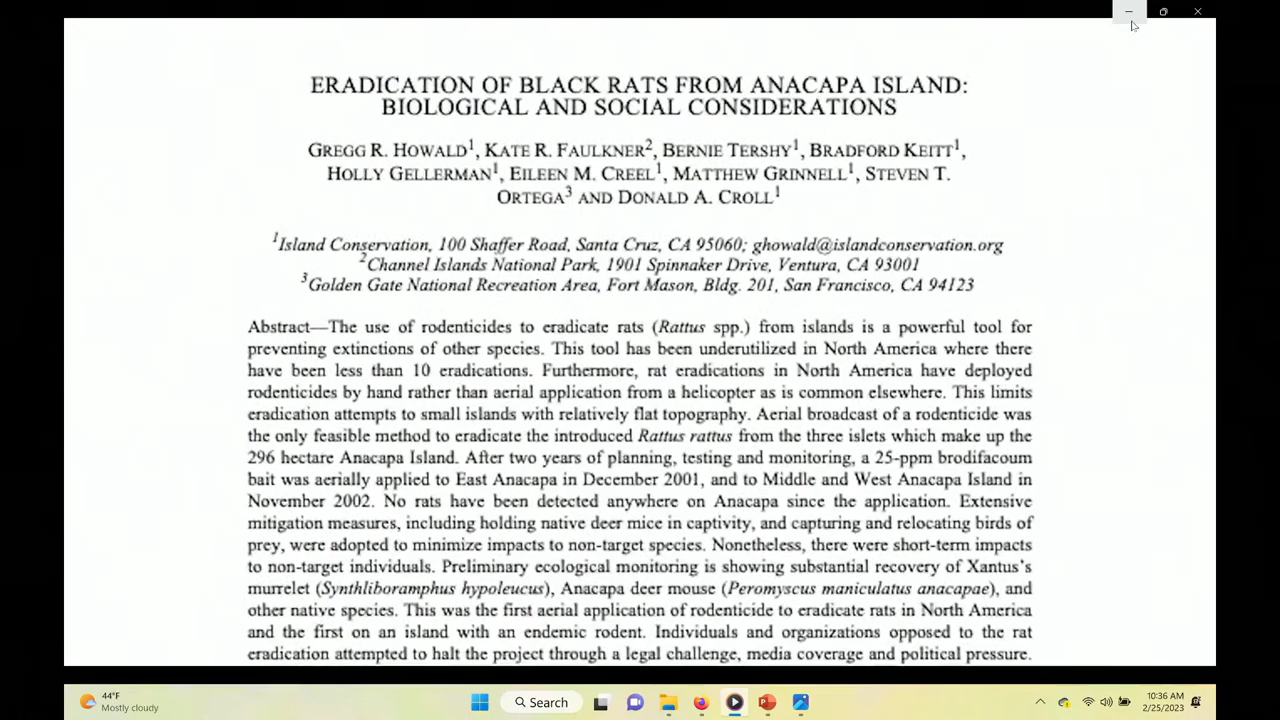 ERADICATION OF BLACK RATS FROM ANACAPA ISLAND:
BIOLOGICAL AND SOCIAL CONSIDERATIONS
GREGG R. HOWALD1, KATE R. FAULKNER2, BERNIE TERSHY1, BRADFORD KEITT1,
HOLLY GELLERMAN1, EILEEN M. CREEL1, MATTHEW GRINNELL1, STEVEN T.
ORTEGA3 AND DONALD A. CROLL1
1Island Conservation, 100 Shaffer Road, Santa Cruz, CA 95060; ghowald@islandconservation.org
2Channel Islands National Park, 1901 Spinnaker Drive, Ventura, CA 93001
3Golden Gate National Recreation Area, Fort Mason, Bldg. 201, San Francisco, CA 94123
Abstract—The use of rodenticides to eradicate rats (Rattus spp.) from islands is a powerful tool for
preventing extinctions of other species. This tool has been underutilized in North America where there
have been less than 10 eradications. Furthermore, rat eradications in North America have deployed
rodenticides by hand rather than aerial application from a helicopter as is common elsewhere. This limits
eradication attempts to small islands with relatively flat topography. Aerial broadcast of a rodenticide was
the only feasible method to eradicate the introduced Rattus rattus from the three islets which make up the
296 hectare Anacapa Island. After two years of planning, testing and monitoring, a 25-ppm brodifacoum
bait was aerially applied to East Anacapa in December 2001, and to Middle and West Anacapa Island in
November 2002. No rats have been detected anywhere on Anacapa since the application. Extensive
mitigation measures, including holding native deer mice in captivity, and capturing and relocating birds of
prey, were adopted to minimize impacts to non-target species. Nonetheless, there were short-term impacts
to non-target individuals. Preliminary ecological monitoring is showing substantial recovery of Xantus's
murrelet (Synthliboramphus hypoleucus), Anacapa deer mouse (Peromyscus maniculatus anacapae), and
other native species. This was the first aerial application of rodenticide to eradicate rats in North America
and the first on an island with an endemic rodent. Individuals and organizations opposed to the rat
eradication attempted to halt the project through a legal challenge, media coverage and political pressure.
44°F
Mostly cloudy
Search
10:36 AM
2/25/2023